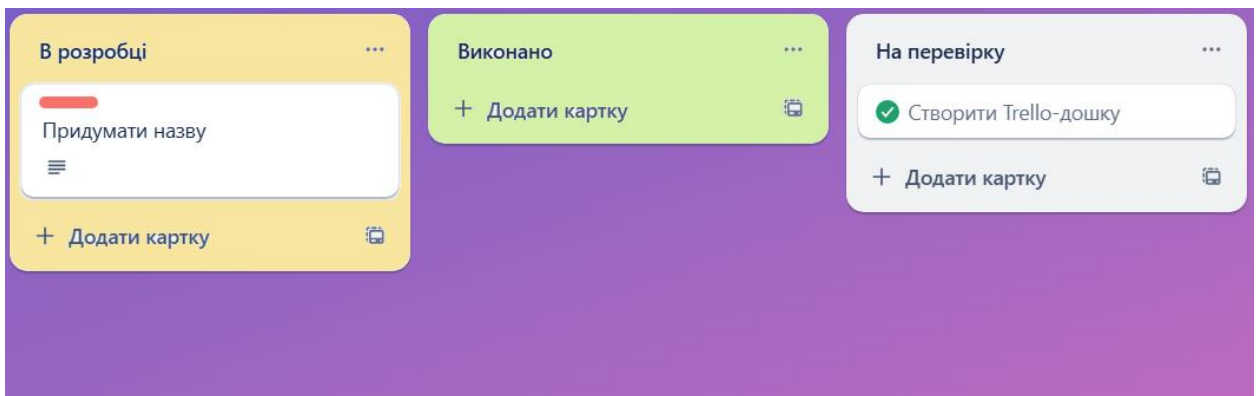 В розробці
Придумати назву
+ Додати картку
Виконано
+ Додати картку
На перевірку
Створити Trello-дошку
+ Додати картку